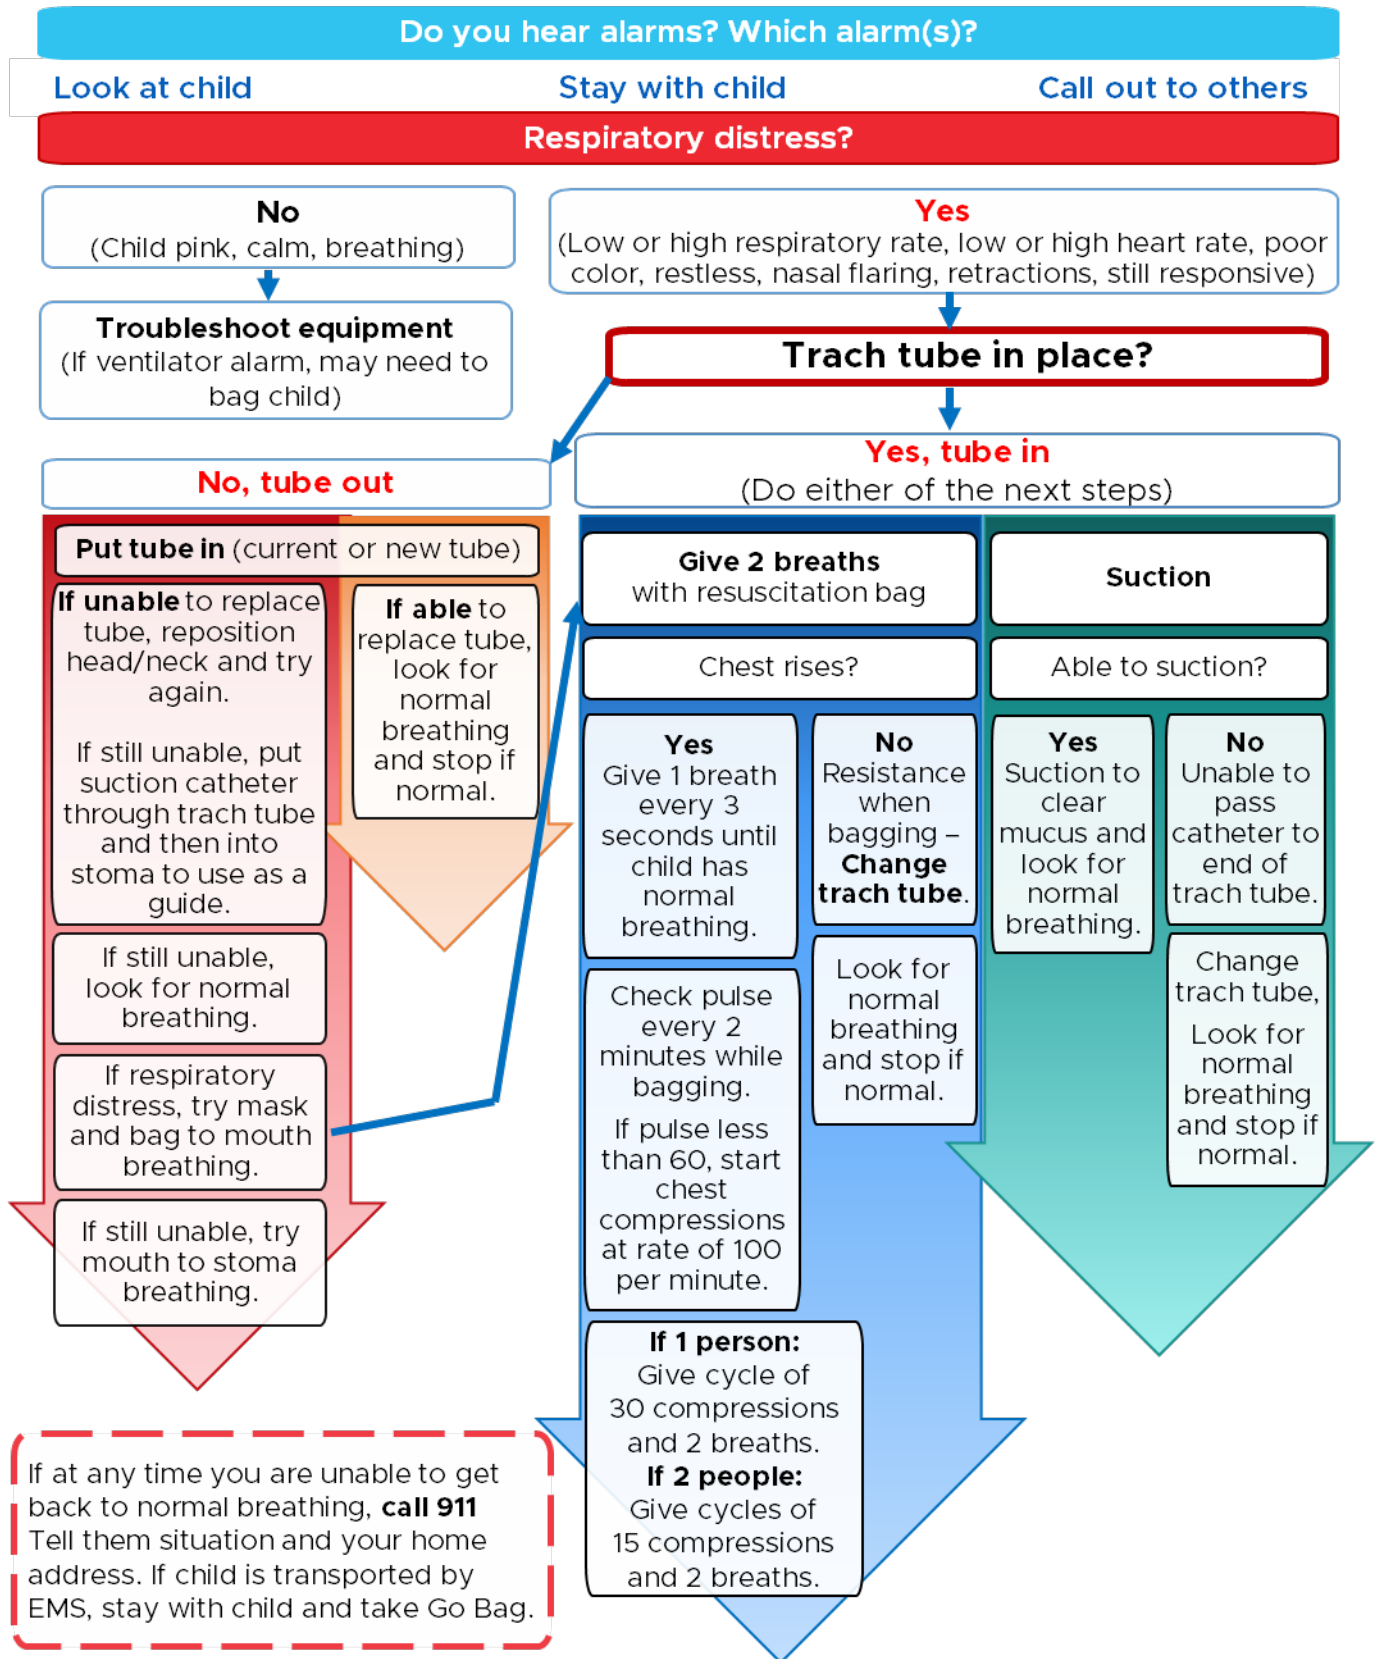 Do you hear alarms? Which alarm(s)?
Look at child
Stay with child
Call out to others
Respiratory distress?
No
(Child pink, calm, breathing)
Troubleshoot equipment
(If ventilator alarm, may need to
bag child)
Yes
(Low or high respiratory rate, low or high heart rate, poor
color, restless, nasal flaring, retractions, still responsive)
Trach tube in place?
No, tube out
Put tube in (current or new tube)
If unable to replace
tube, reposition
head/neck and try
again.
If still unable, put
suction catheter
through trach tube
and then into
stoma to use as a
guide.
If still unable,
look for normal
breathing.
If respiratory
distress, try mask
and bag to mouth
breathing.
If still unable, try
mouth to stoma
breathing.
If able to
replace tube,
look for
normal
breathing
and stop if
normal.
Yes, tube in
(Do either of the next steps)
Give 2 breaths
with resuscitation bag
Chest rises?
Yes
Give 1 breath
every 3
seconds until
child has
normal
breathing.
Check pulse
every 2
minutes while
bagging.
If pulse less
than 60, start
chest
compressions
at rate of 100
per minute.
If 1 person:
Give cycle of
30 compressions
and 2 breaths.
If 2 people:
Give cycles of
15 compressions
and 2 breaths.
No
Resistance
when
bagging –
Change
trach tube.
Look for
normal
breathing
and stop if
normal.
Suction
Able to suction?
Yes
Suction to
clear
mucus and
look for
normal
breathing.
No
Unable to
pass
catheter to
end of
trach tube.
Change
trach tube,
Look for
normal
breathing
and stop if
normal.
If at any time you are unable to get
back to normal breathing, call 911
Tell them situation and your home
address. If child is transported by
EMS, stay with child and take Go Bag.